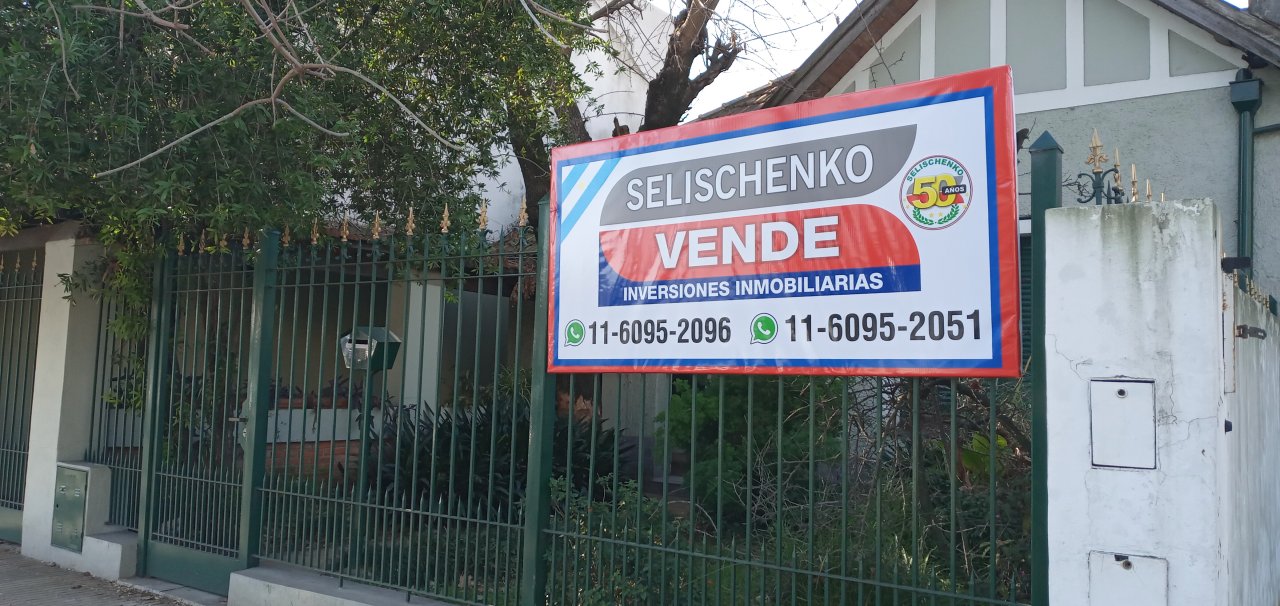 SELISCHENKO
VENDE
INVERSIONES INMOBILIARIAS
11-6095-2096 11-6095-2051
SELISCHENKO
50 AÑOS